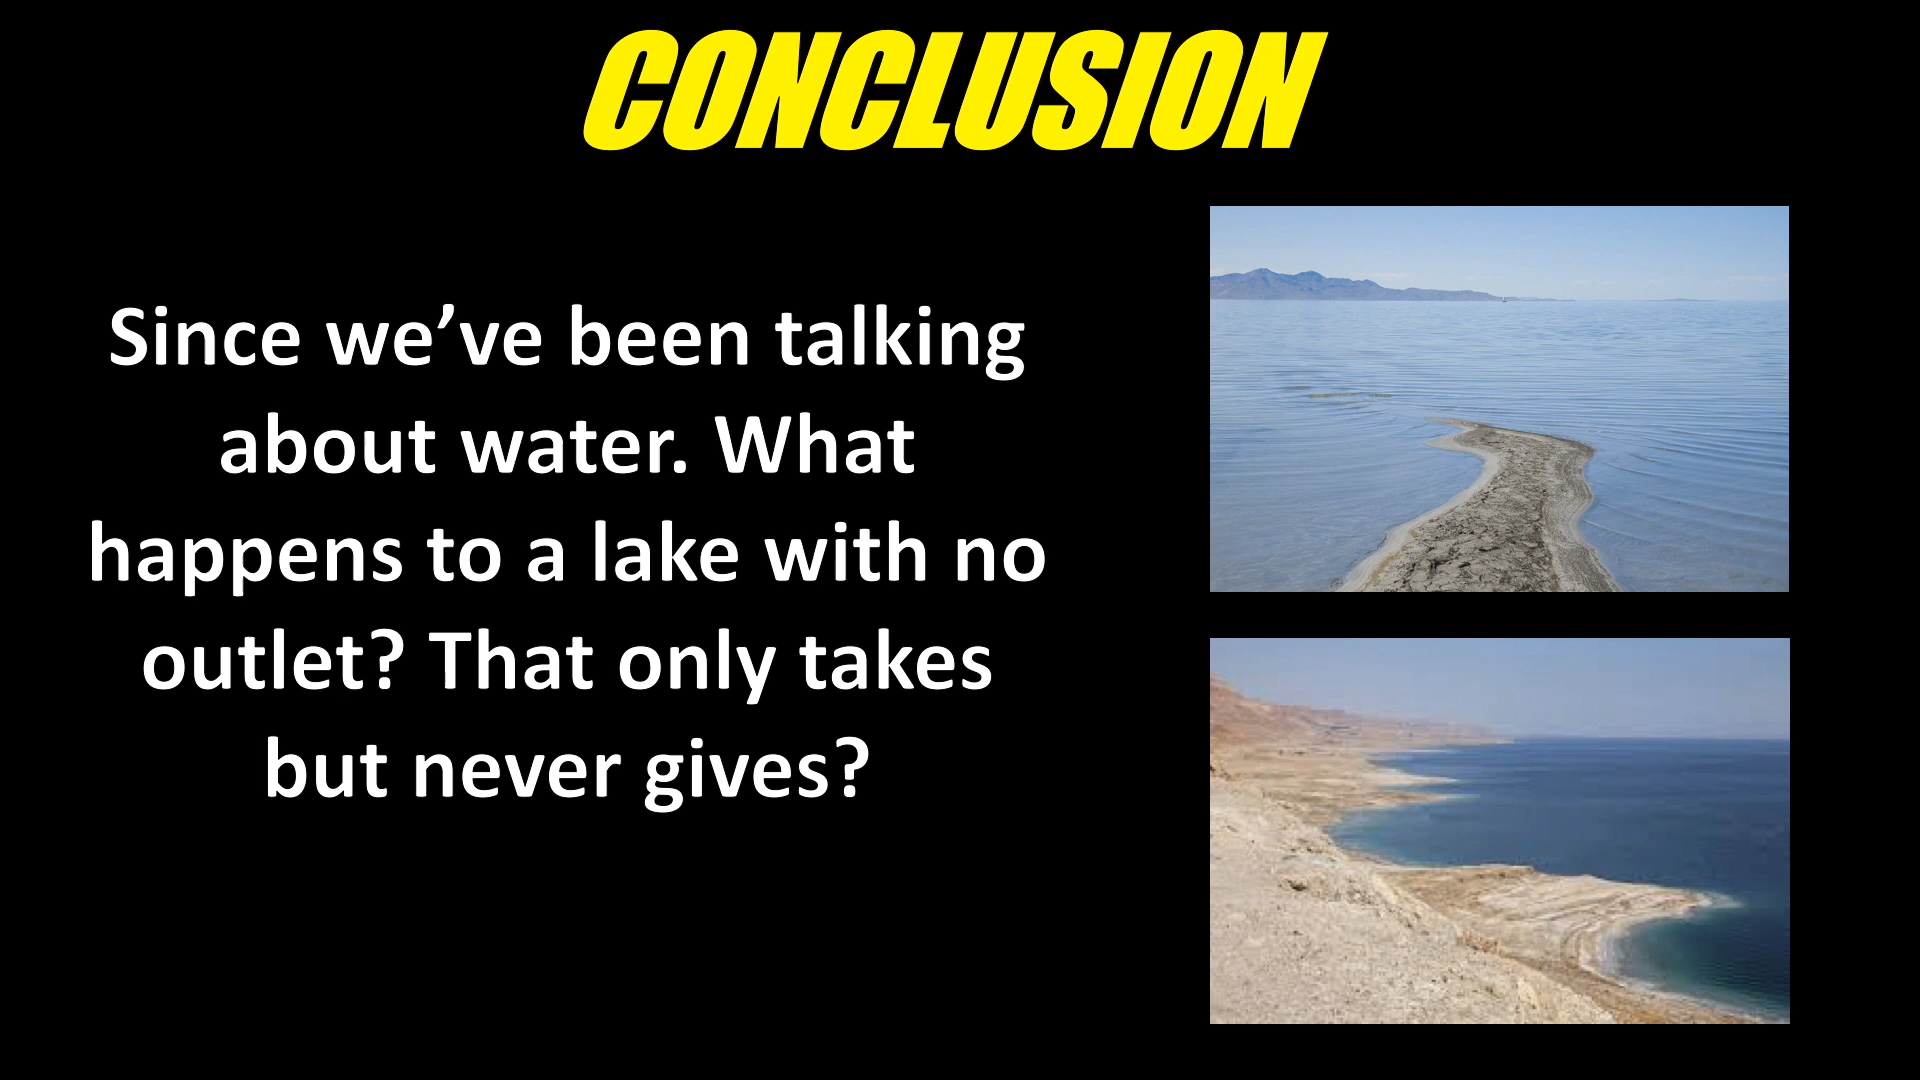 CONCLUSION
Since we’ve been talking
about water. What
happens to a lake with no
outlet? That only takes
but never gives?